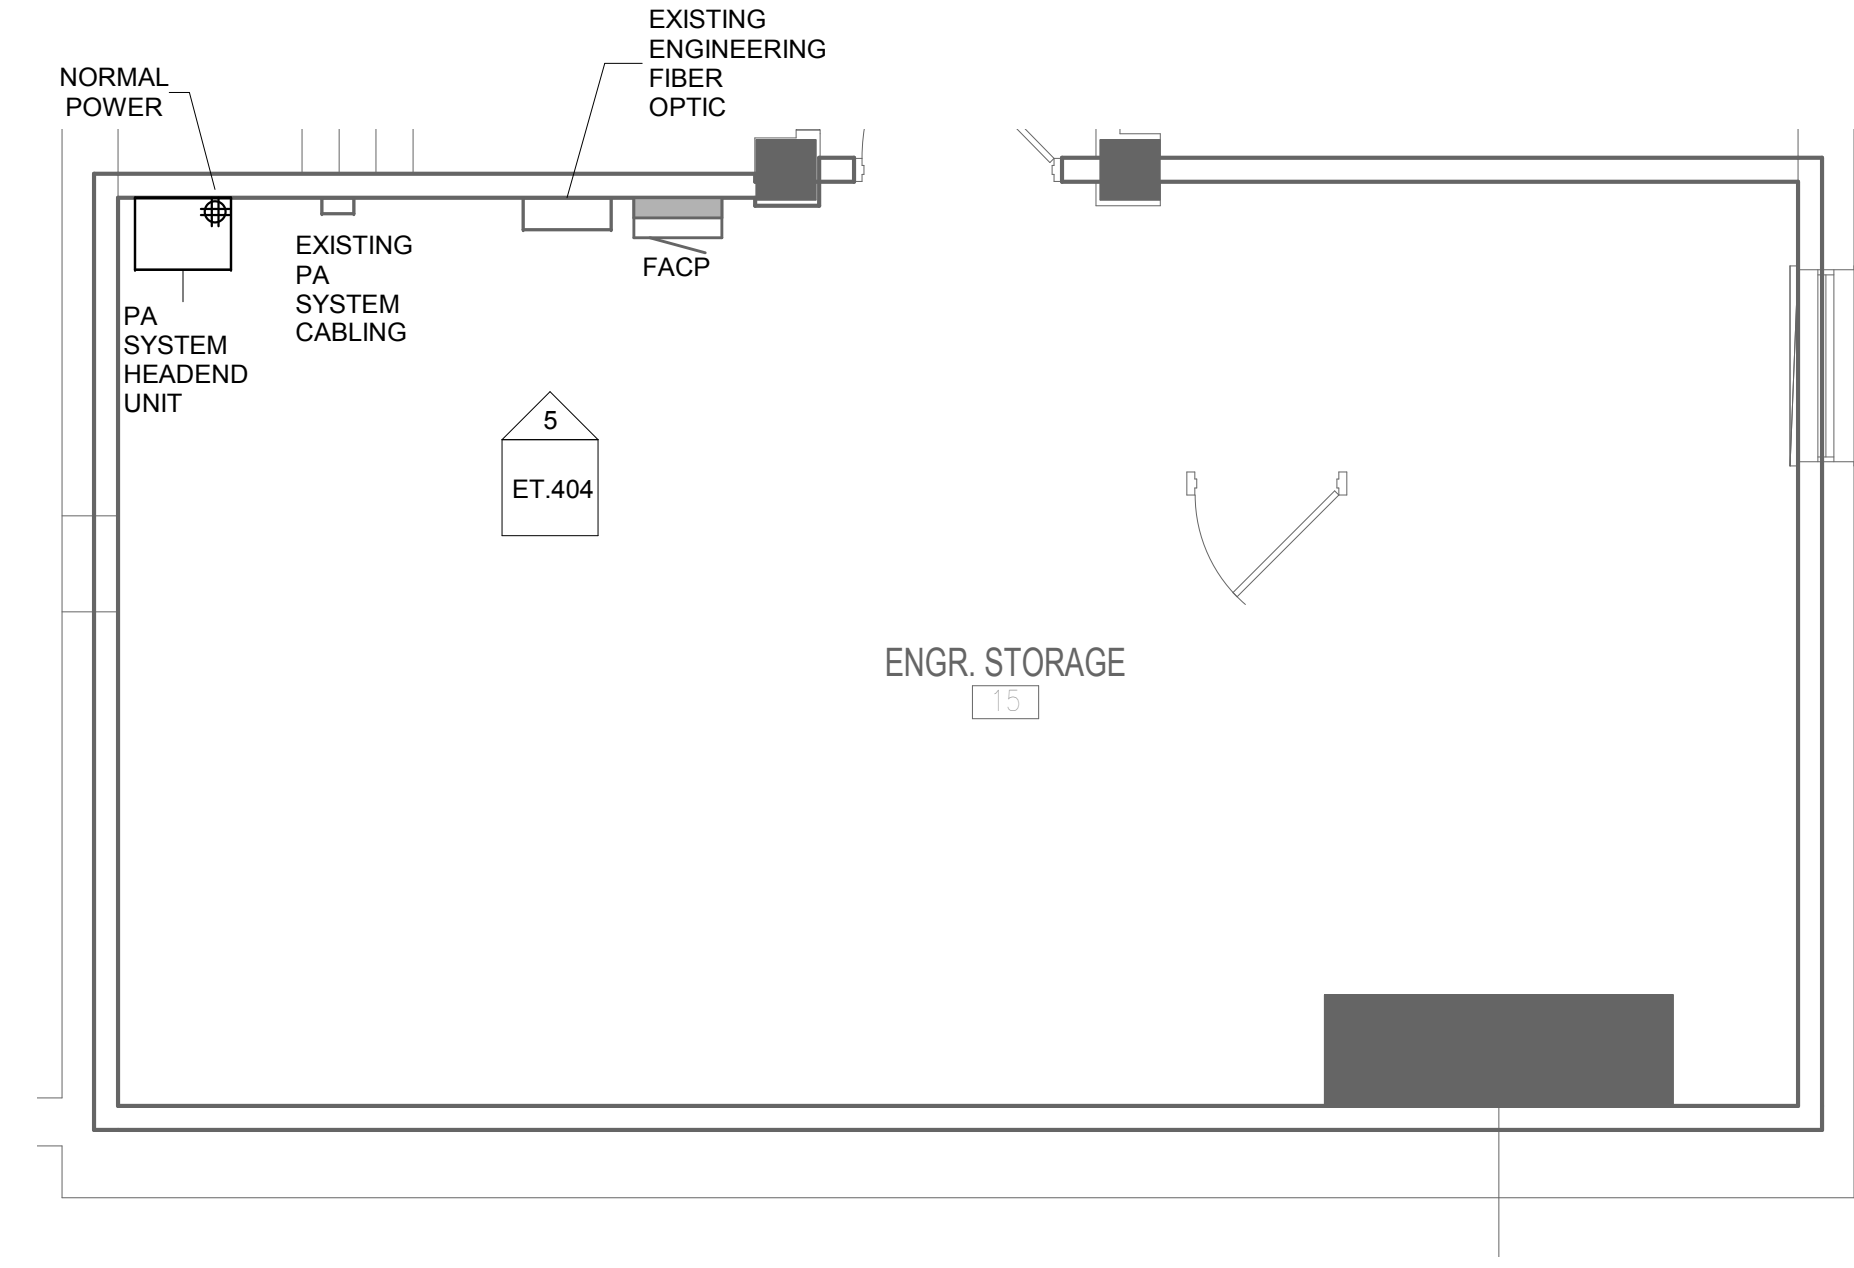 EXISTING
ENGINEERING
FIBER
OPTIC
NORMAL
POWER
EXISTING
PA
SYSTEM
CABLING
FACP
PA
SYSTEM
HEADEND
UNIT
5
ET.404
ENGR. STORAGE
15